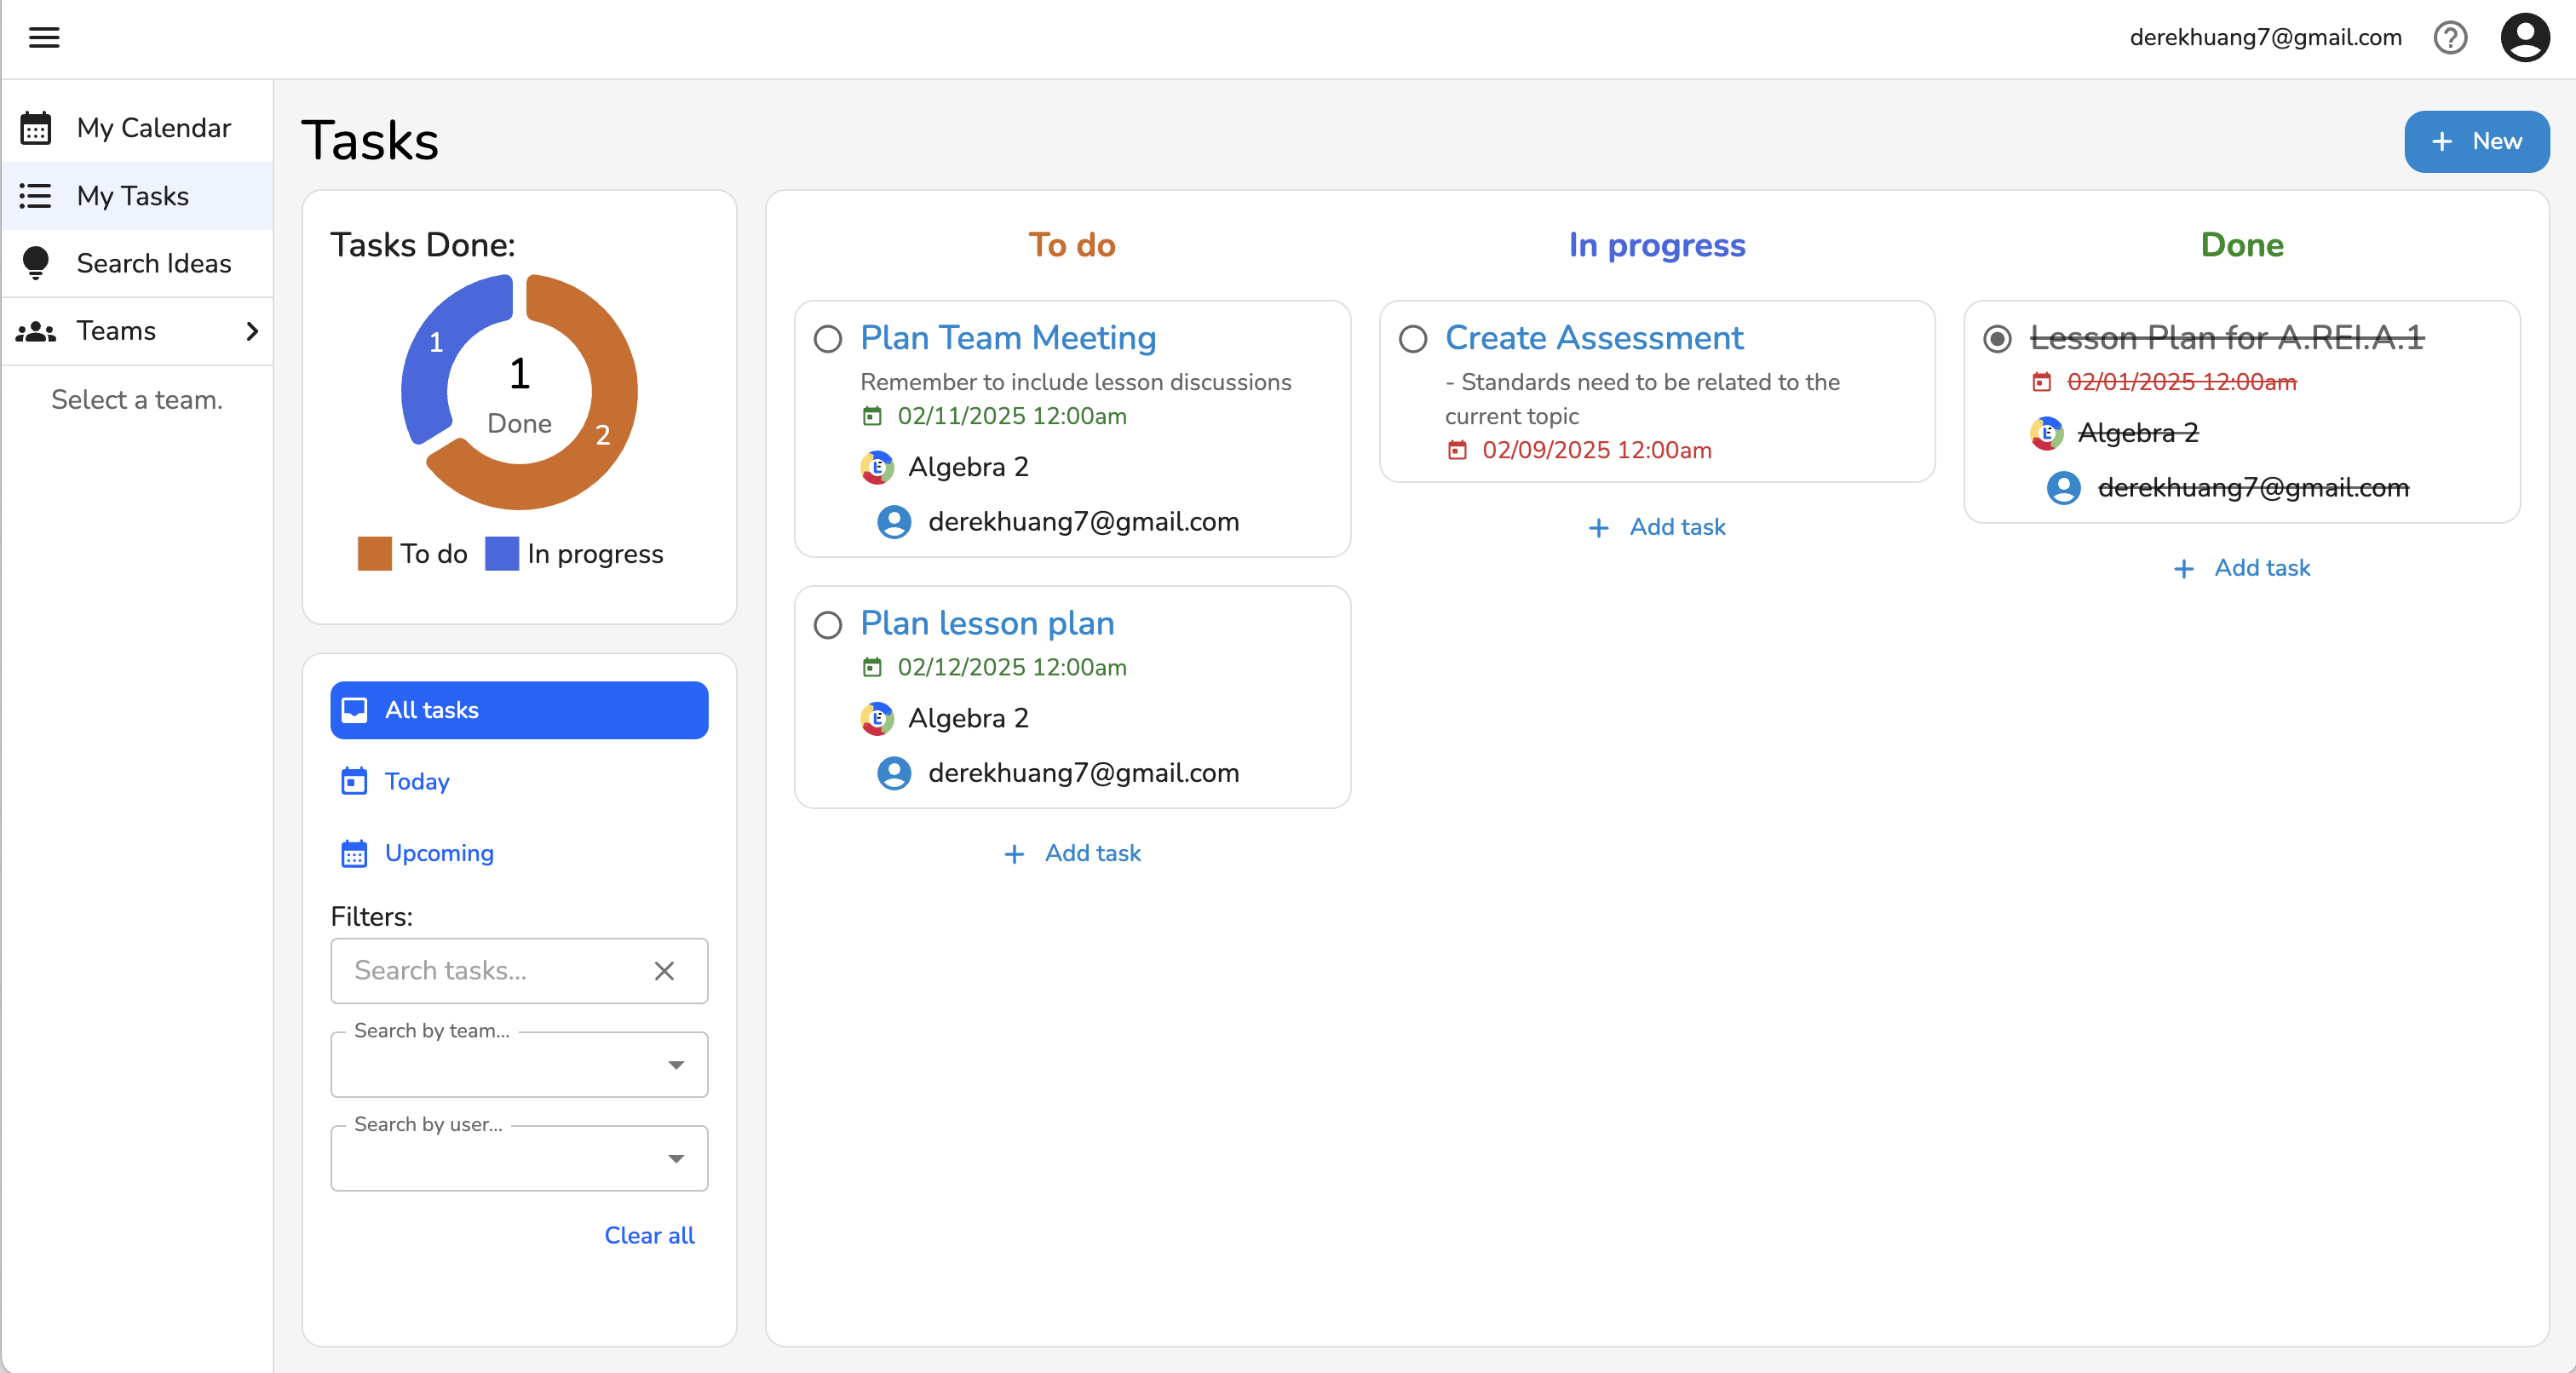 derekhuang7@gmail.com
My Calendar
My Tasks
Search Ideas
Teams
Select a team.
Tasks
+ New
Tasks Done:
1
1
Done
2
To do
In progress
All tasks
Today
Upcoming
Filters:
Search tasks...
Search by team...
Search by user...
Clear all
To do
Plan Team Meeting
Remember to include lesson discussions
02/11/2025 12:00am
Algebra 2
derekhuang7@gmail.com
Plan lesson plan
02/12/2025 12:00am
Algebra 2
derekhuang7@gmail.com
+ Add task
In progress
Create Assessment
- Standards need to be related to the
current topic
02/09/2025 12:00am
+ Add task
Done
Lesson Plan for A.REI.A.1
02/01/2025 12:00am
Algebra 2
derekhuang7@gmail.com
+ Add task